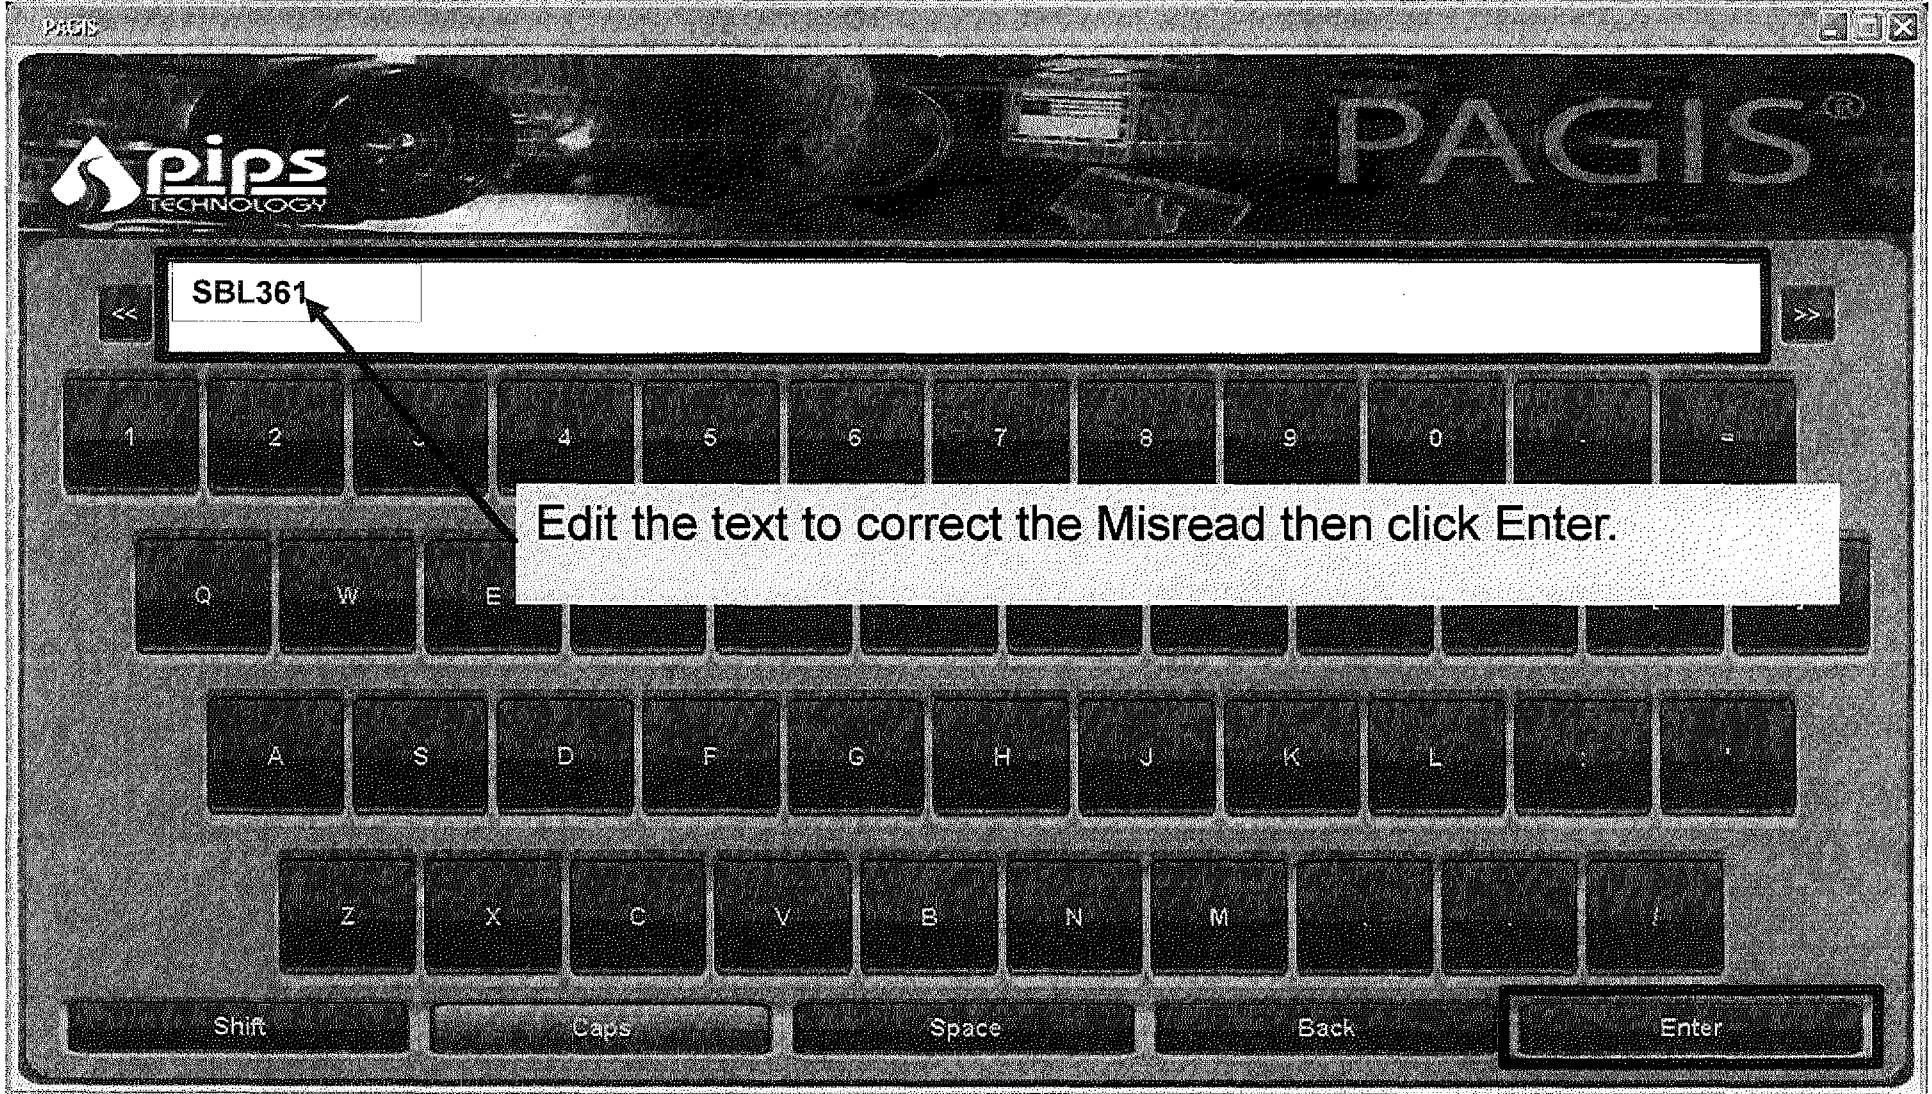 PAGIS
pips
TECHNOLOGY
PAGIS®
<< SBL361 >>
1 2 4 5 6 7 8 9 0 - =
Edit the text to correct the Misread then click Enter.
Q W E
A S D F G H J K L ; '
Z X C V B N M , . /
Shift Caps Space Back Enter